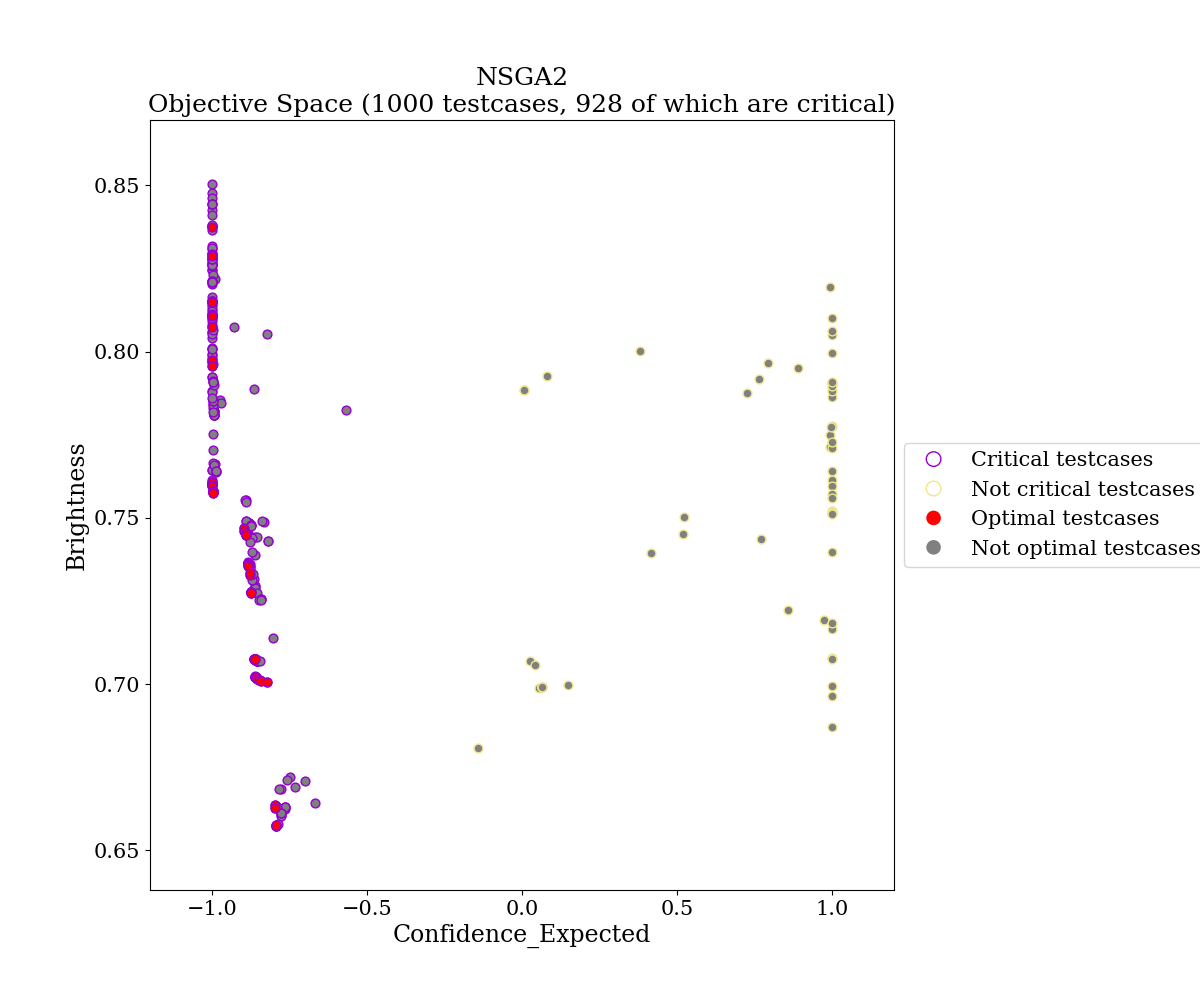 NSGA2
Objective Space (1000 testcases, 928 of which are critical)
0.85
0.80
0.75
0.70
0.65
Brightness
−1.0
−0.5
0.0
0.5
1.0
Confidence_Expected
Critical testcases
Not critical testcases
Optimal testcases
Not optimal testcases